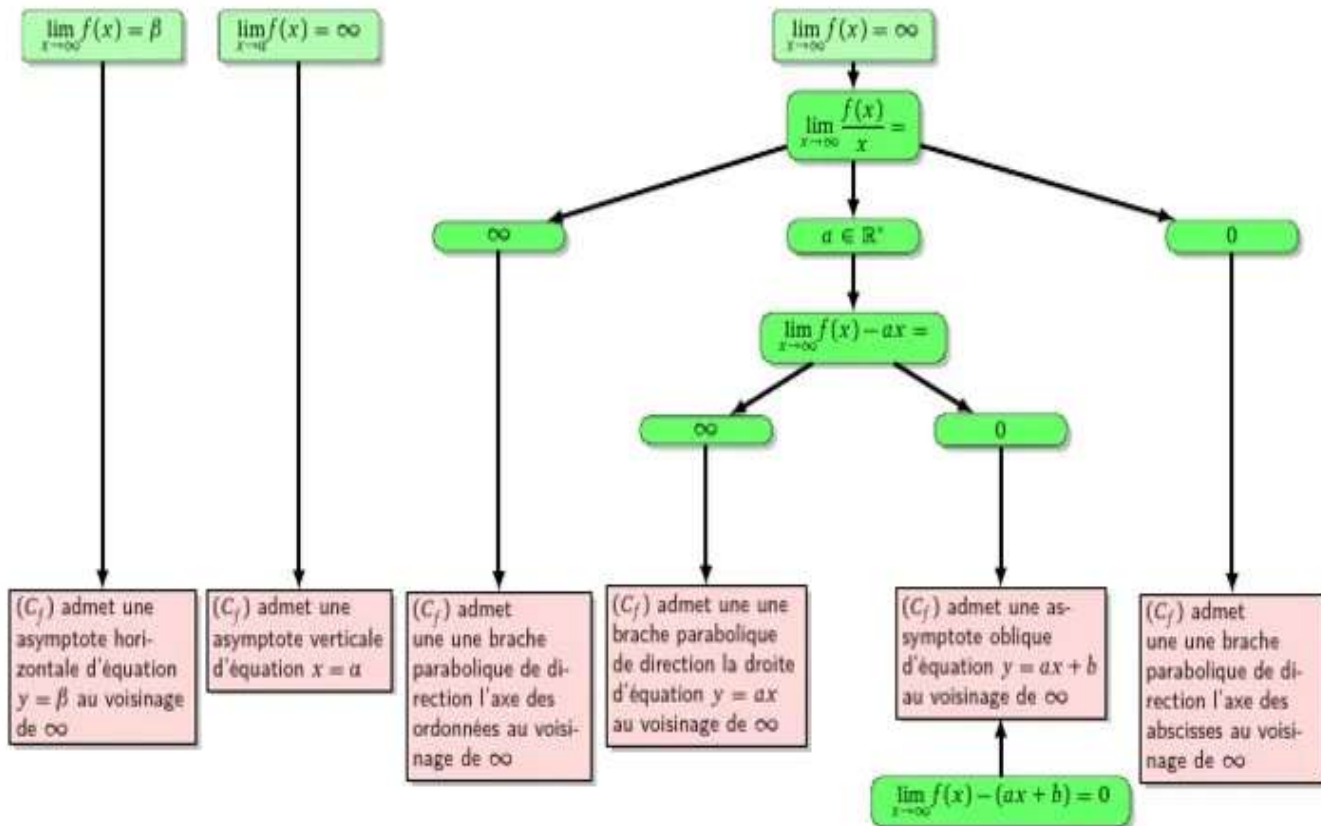 lim f(x) = β
x→∞
lim f(x) = ∞
x→a
lim f(x) = ∞
x→∞
lim f(x)/x =
x→∞
∞
a ∈ ℝ*
0
lim f(x) − ax =
x→∞
∞
0
(C_f) admet une
asymptote hori-
zontale d'équation
y = β au voisinage
de ∞
(C_f) admet une
asymptote verticale
d'équation x = a
(C_f) admet
une une brache
parabolique de di-
rection l'axe des
ordonnées au voisi-
nage de ∞
(C_f) admet une une
brache parabolique
de direction la droite
d'équation y = ax
au voisinage de ∞
(C_f) admet une as-
symptote oblique
d'équation y = ax + b
au voisinage de ∞
(C_f) admet
une une brache
parabolique de di-
rection l'axe des
abscisses au voisi-
nage de ∞
lim f(x) − (ax + b) = 0
x→∞